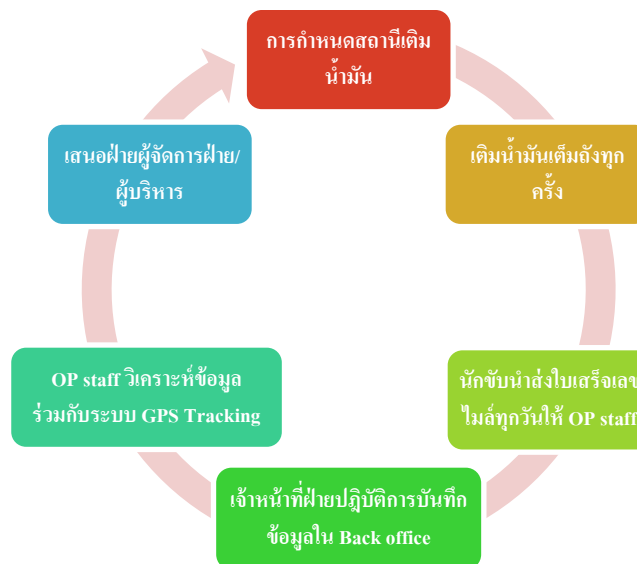 การกำหนดสถานีเติม
น้ำมัน
เติมน้ำมันเต็มถังทุก
ครั้ง
นักขับนำส่งใบเสร็จเลข
ไมล์ทุกวันให้ OP staff
เจ้าหน้าที่ฝ่ายปฎิบัติการบันทึก
ข้อมูลใน Back office
OP staff วิเคราะห์ข้อมูล
ร่วมกับระบบ GPS Tracking
เสนอฝ่ายผู้จัดการฝ่าย/
ผู้บริหาร